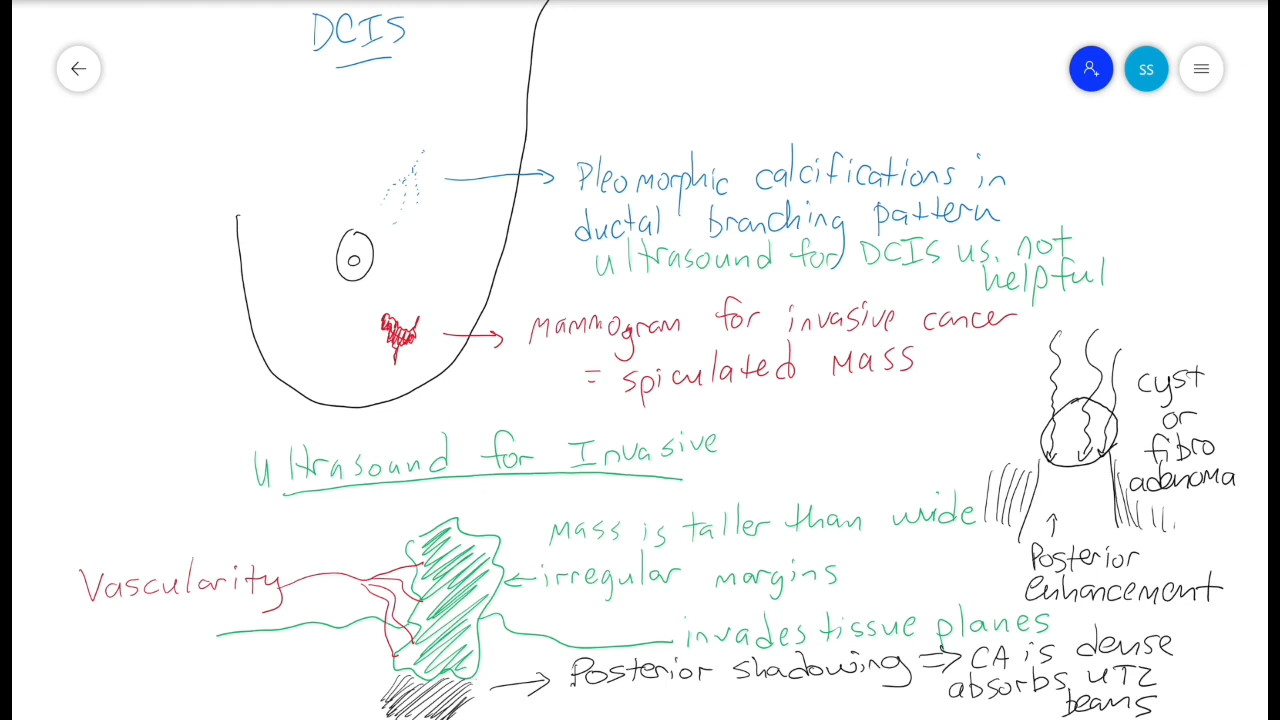 DCIS
SS
Pleomorphic calcifications in
ductal branching pattern
ultrasound for DCIS us. not
helpful
mammogram for invasive cancer
= spiculated mass
cyst
or
fibro
adenoma
Ultrasound for Invasive
mass is taller than wide
Posterior
enhancement
Vascularity
irregular margins
invades tissue planes
Posterior shadowing => CA is dense
absorbs UTZ
beams